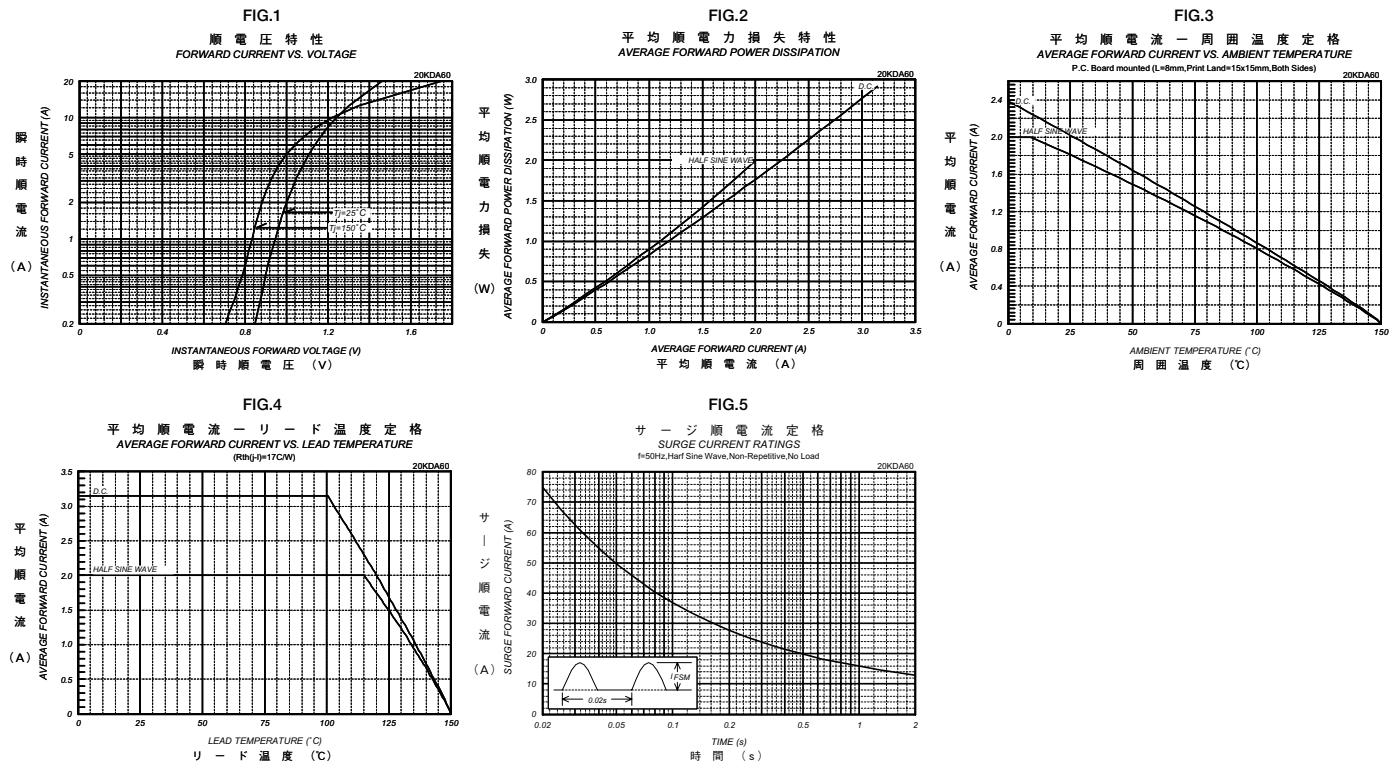 FIG.1
順電圧特性
FORWARD CURRENT VS. VOLTAGE
20KDA60
瞬時順電流 (A)
INSTANTANEOUS FORWARD CURRENT (A)
20
10
5
2
1
0.5
0.2
Tj=25°C
Tj=150°C
0 0.4 0.8 1.2 1.6
INSTANTANEOUS FORWARD VOLTAGE (V)
瞬時順電圧 (V)
FIG.2
平均順電力損失特性
AVERAGE FORWARD POWER DISSIPATION
20KDA60
平均順電力損失 (W)
AVERAGE FORWARD POWER DISSIPATION (W)
3.0
2.5
2.0
1.5
1.0
0.5
0
D.C.
HALF SINE WAVE
0 0.5 1.0 1.5 2.0 2.5 3.0 3.5
AVERAGE FORWARD CURRENT (A)
平均順電流 (A)
FIG.3
平均順電流ー周囲温度定格
AVERAGE FORWARD CURRENT VS. AMBIENT TEMPERATURE
P.C. Board mounted (L=8mm,Print Land=15x15mm,Both Sides)
20KDA60
平均順電流 (A)
AVERAGE FORWARD CURRENT (A)
2.4
2.0
1.6
1.2
0.8
0.4
0
D.C.
HALF SINE WAVE
0 25 50 75 100 125 150
AMBIENT TEMPERATURE (°C)
周囲温度 (℃)
FIG.4
平均順電流ーリード温度定格
AVERAGE FORWARD CURRENT VS. LEAD TEMPERATURE
(Rth(j-l)=17C/W)
20KDA60
平均順電流 (A)
AVERAGE FORWARD CURRENT (A)
3.5
3.0
2.5
2.0
1.5
1.0
0.5
0
D.C.
HALF SINE WAVE
0 25 50 75 100 125 150
LEAD TEMPERATURE (°C)
リード温度 (℃)
FIG.5
サージ順電流定格
SURGE CURRENT RATINGS
f=50Hz,Harf Sine Wave,Non-Repetitive,No Load
20KDA60
サージ順電流 (A)
SURGE FORWARD CURRENT (A)
80
70
60
50
40
30
20
10
0
IFSM
0.02s
0.02 0.05 0.1 0.2 0.5 1 2
TIME (s)
時間 (s)